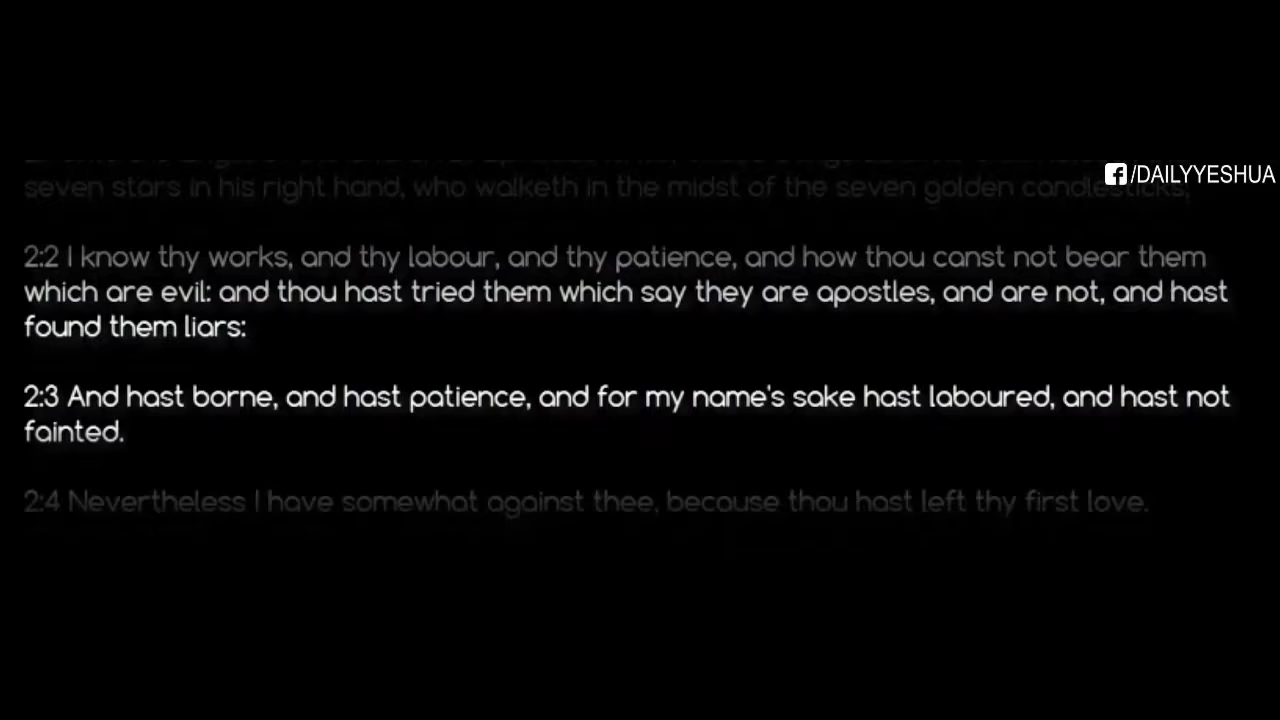 /DAILYYESHUA
seven stars in his right hand, who walketh in the midst of the seven golden candlesticks;
2:2 I know thy works, and thy labour, and thy patience, and how thou canst not bear them
which are evil: and thou hast tried them which say they are apostles, and are not, and hast
found them liars:
2:3 And hast borne, and hast patience, and for my name's sake hast laboured, and hast not
fainted.
2:4 Nevertheless I have somewhat against thee, because thou hast left thy first love.